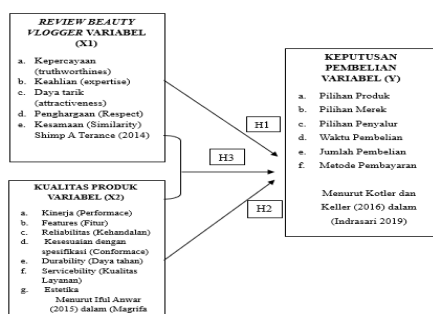 REVIEW BEAUTY
VLOGGER VARIABEL
(X1)
a. Kepercayaan
(truthworthines)
b. Keahlian (expertise)
c. Daya tarik
(attractiveness)
d. Penghargaan (Respect)
e. Kesamaan (Similarity)
Shimp A Terance (2014)
KUALITAS PRODUK
VARIABEL (X2)
a. Kinerja (Performace)
b. Features (Fitur)
c. Reliabilitas (Kehandalan)
d. Kesesuaian dengan
spesifikasi (Conformace)
e. Durability (Daya tahan)
f. Servicebility (Kualitas
Layanan)
g. Estetika
Menurut Iful Anwar
(2015) dalam (Magrifa
H1
H3
H2
KEPUTUSAN
PEMBELIAN
VARIABEL (Y)
a. Pilihan Produk
b. Pilihan Merek
c. Pilihan Penyalur
d. Waktu Pembelian
e. Jumlah Pembelian
f. Metode Pembayaran
Menurut Kotler dan
Keller (2016) dalam
(Indrasari 2019)